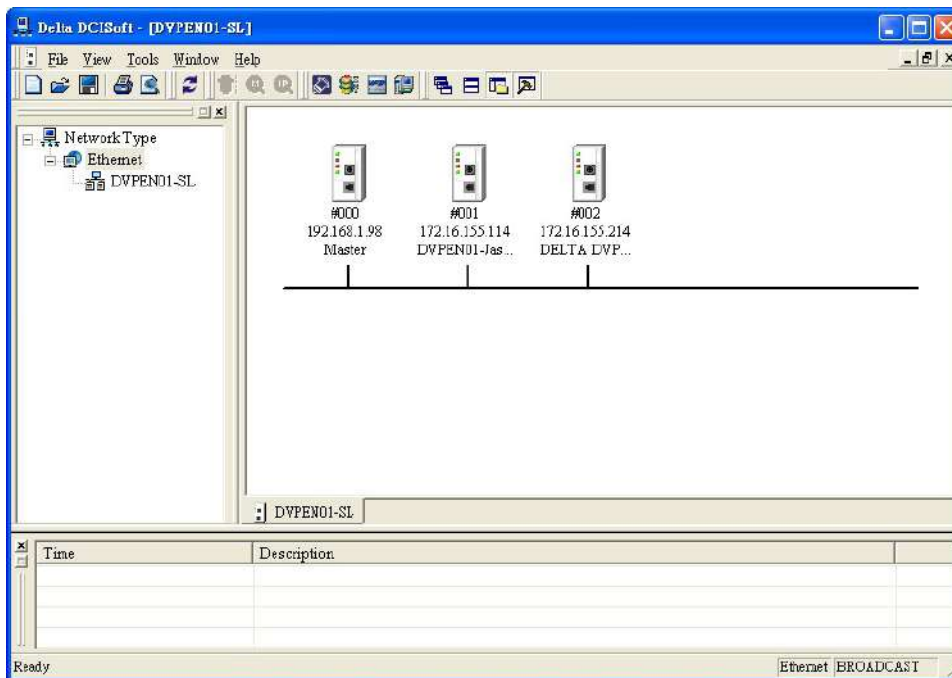 Delta DCISoft - [DVPEN01-SL]
File View Tools Window Help
NetworkType
Ethernet
DVPEN01-SL
#000
192.168.1.98
Master
#001
172.16.155.114
DVPEN01-Jas...
#002
172.16.155.214
DELTA DVP...
DVPEN01-SL
Time Description
Ready Ethernet BROADCAST